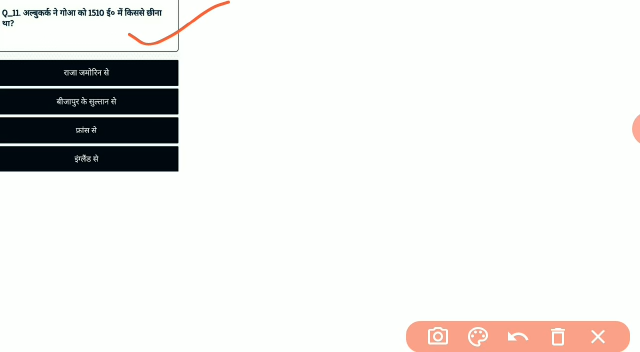 Q_11. अल्बुकर्क ने गोआ को 1510 ई० में किससे छीना
था?
राजा जमोरिन से
बीजापुर के सुल्तान से
फ्रांस से
इंग्लैंड से